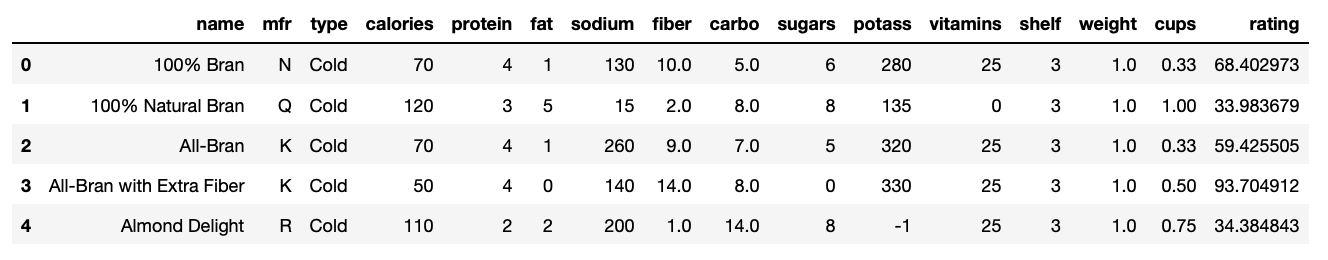 name mfr type calories protein fat sodium fiber carbo sugars potass vitamins shelf weight cups rating
0 100% Bran N Cold 70 4 1 130 10.0 5.0 6 280 25 3 1.0 0.33 68.402973
1 100% Natural Bran Q Cold 120 3 5 15 2.0 8.0 8 135 0 3 1.0 1.00 33.983679
2 All-Bran K Cold 70 4 1 260 9.0 7.0 5 320 25 3 1.0 0.33 59.425505
3 All-Bran with Extra Fiber K Cold 50 4 0 140 14.0 8.0 0 330 25 3 1.0 0.50 93.704912
4 Almond Delight R Cold 110 2 2 200 1.0 14.0 8 -1 25 3 1.0 0.75 34.384843